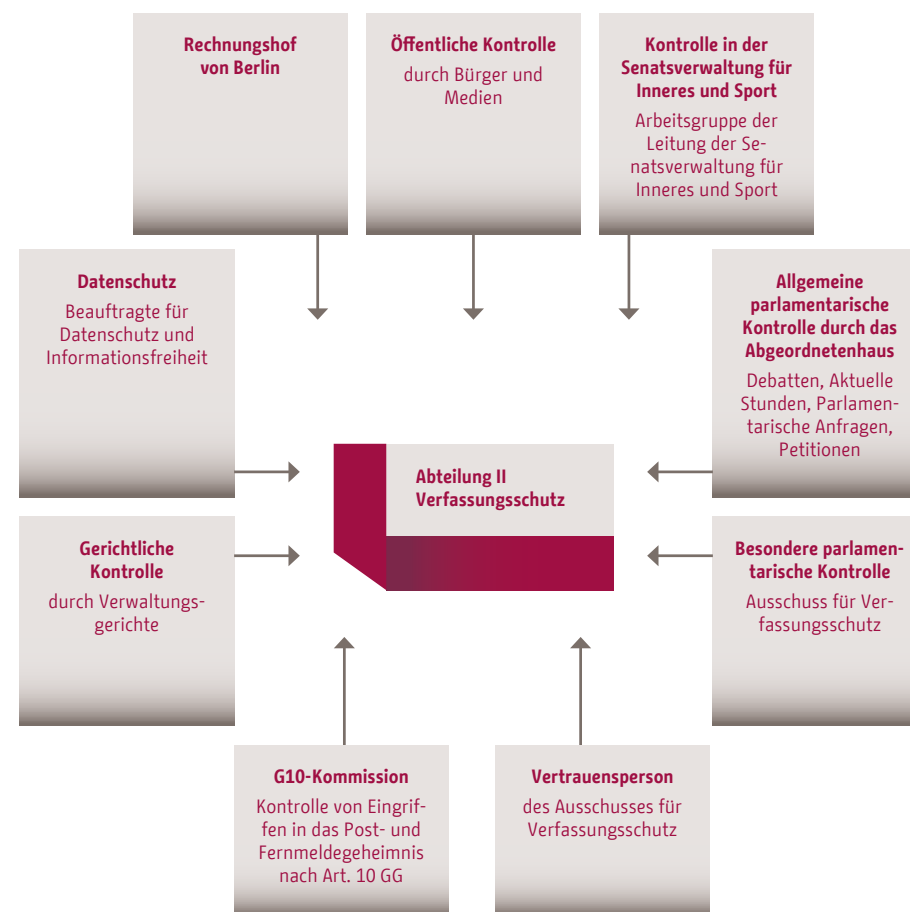 Rechnungshof
von Berlin
Öffentliche Kontrolle
durch Bürger und
Medien
Kontrolle in der
Senatsverwaltung für
Inneres und Sport
Arbeitsgruppe der
Leitung der Se-
natsverwaltung für
Inneres und Sport
Datenschutz
Beauftragte für
Datenschutz und
Informationsfreiheit
Allgemeine
parlamentarische
Kontrolle durch das
Abgeordnetenhaus
Debatten, Aktuelle
Stunden, Parlamen-
tarische Anfragen,
Petitionen
Abteilung II
Verfassungsschutz
Gerichtliche
Kontrolle
durch Verwaltungs-
gerichte
Besondere parlamen-
tarische Kontrolle
Ausschuss für Ver-
fassungsschutz
G10-Kommission
Kontrolle von Eingrif-
fen in das Post- und
Fernmeldegeheimnis
nach Art. 10 GG
Vertrauensperson
des Ausschusses für
Verfassungsschutz